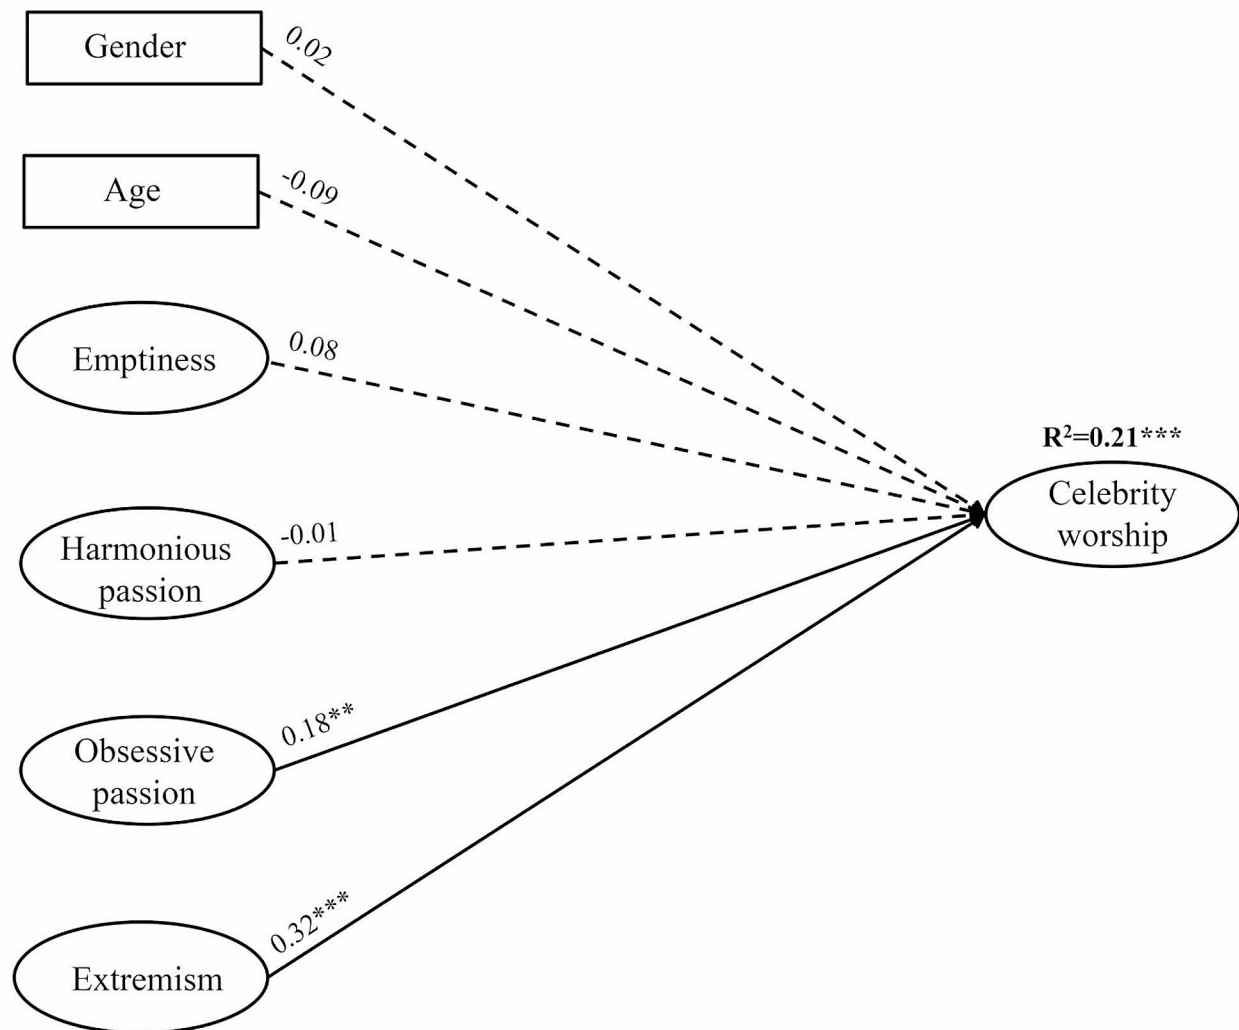 Gender
0.02
Age
-0.09
Emptiness
0.08
R²=0.21***
Celebrity
worship
Harmonious
passion
-0.01
Obsessive
passion
0.18**
Extremism
0.32***